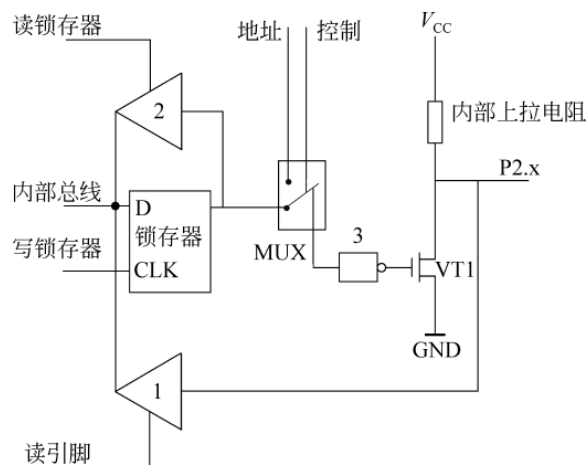 读锁存器
地址
控制
VCC
2
内部上拉电阻
P2.x
内部总线
D
锁存器
写锁存器
CLK
MUX
3
VT1
GND
1
读引脚